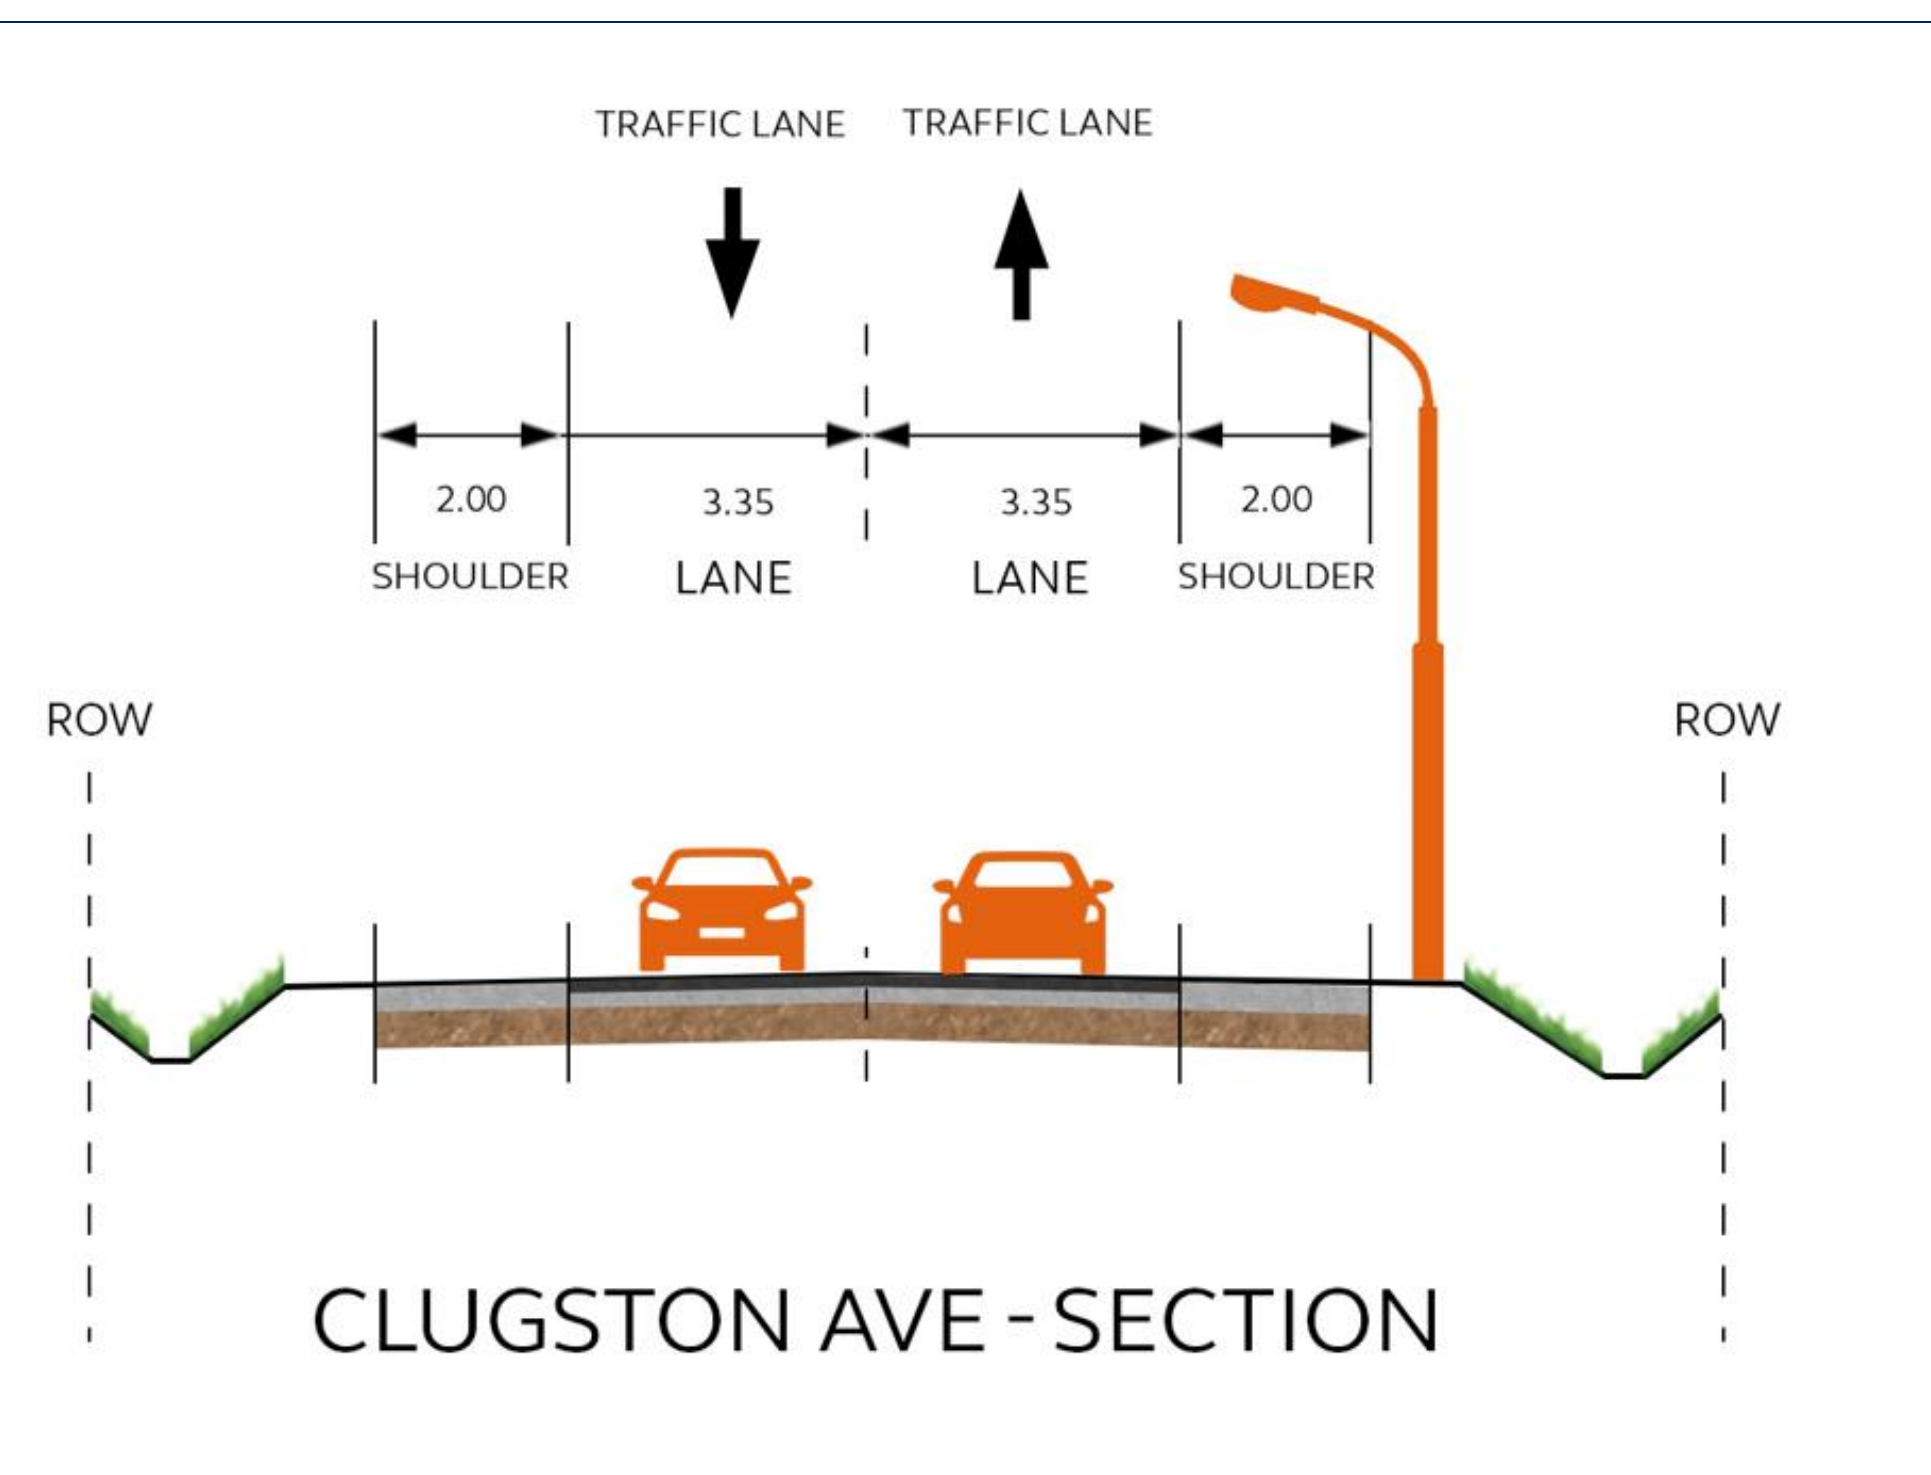 TRAFFIC LANE TRAFFIC LANE
2.00 3.35 3.35 2.00
SHOULDER LANE LANE SHOULDER
ROW ROW
CLUGSTON AVE - SECTION